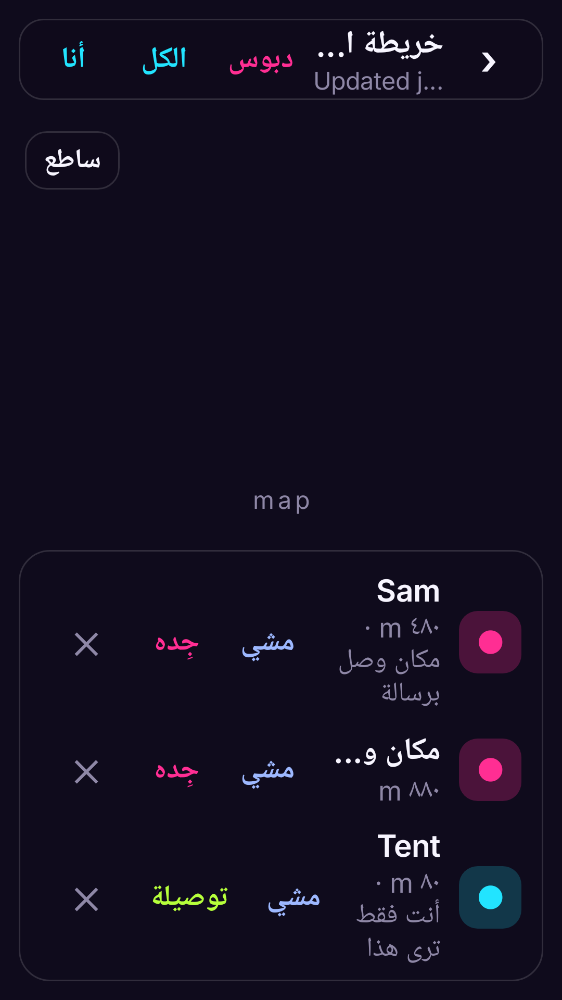 خريطة ا...
Updated j...
دبوس
الكل
أنا
ساطع
map
Sam
٤٨٠ m ·
مكان وصل
برسالة
مشي
جِده
مكان و...
٨٨٠ m
مشي
جِده
Tent
٨٠ m ·
أنت فقط
ترى هذا
مشي
توصيلة